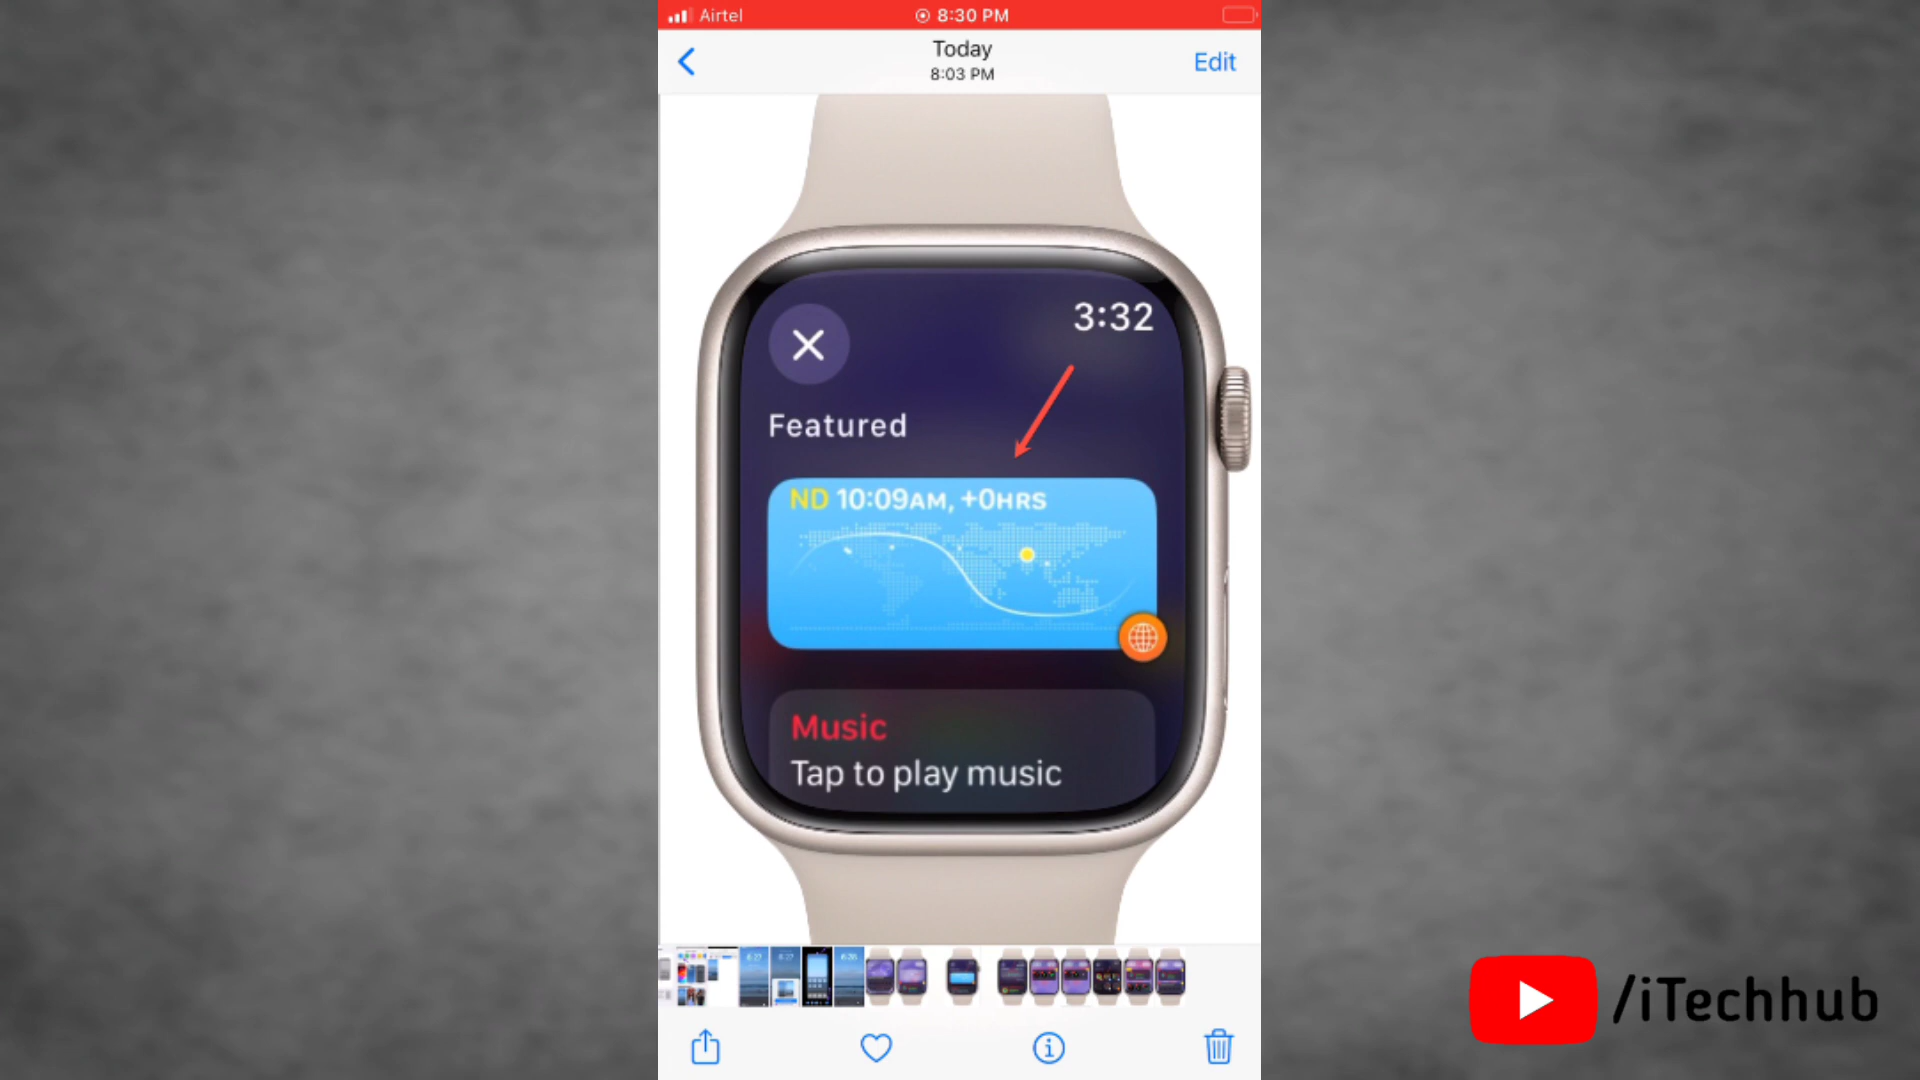 Airtel
8:30 PM
Today
8:03 PM
Edit
3:32
Featured
ND 10:09AM, +0HRS
Music
Tap to play music
/iTechhub